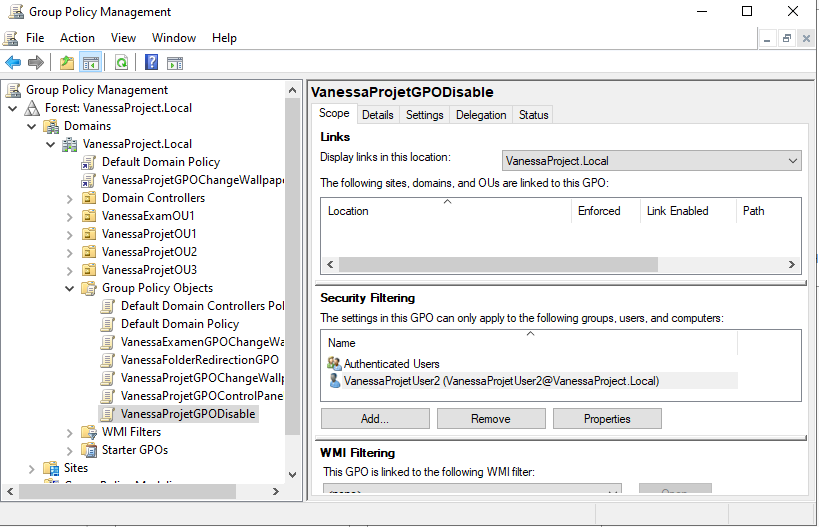 Group Policy Management
File Action View Window Help
Group Policy Management
Forest: VanessaProject.Local
Domains
VanessaProject.Local
Default Domain Policy
VanessaProjetGPOChangeWallpape
Domain Controllers
VanessaExamOU1
VanessaProjetOU1
VanessaProjetOU2
VanessaProjetOU3
Group Policy Objects
Default Domain Controllers Pol
Default Domain Policy
VanessaExamenGPOChangeWa
VanessaFolderRedirectionGPO
VanessaProjetGPOChangeWallp
VanessaProjetGPOControlPane
VanessaProjetGPODisable
WMI Filters
Starter GPOs
Sites
VanessaProjetGPODisable
Scope Details Settings Delegation Status
Links
Display links in this location: VanessaProject.Local
The following sites, domains, and OUs are linked to this GPO:
Location Enforced Link Enabled Path
Security Filtering
The settings in this GPO can only apply to the following groups, users, and computers:
Name
Authenticated Users
VanessaProjetUser2 (VanessaProjetUser2@VanessaProject.Local)
Add... Remove Properties
WMI Filtering
This GPO is linked to the following WMI filter: